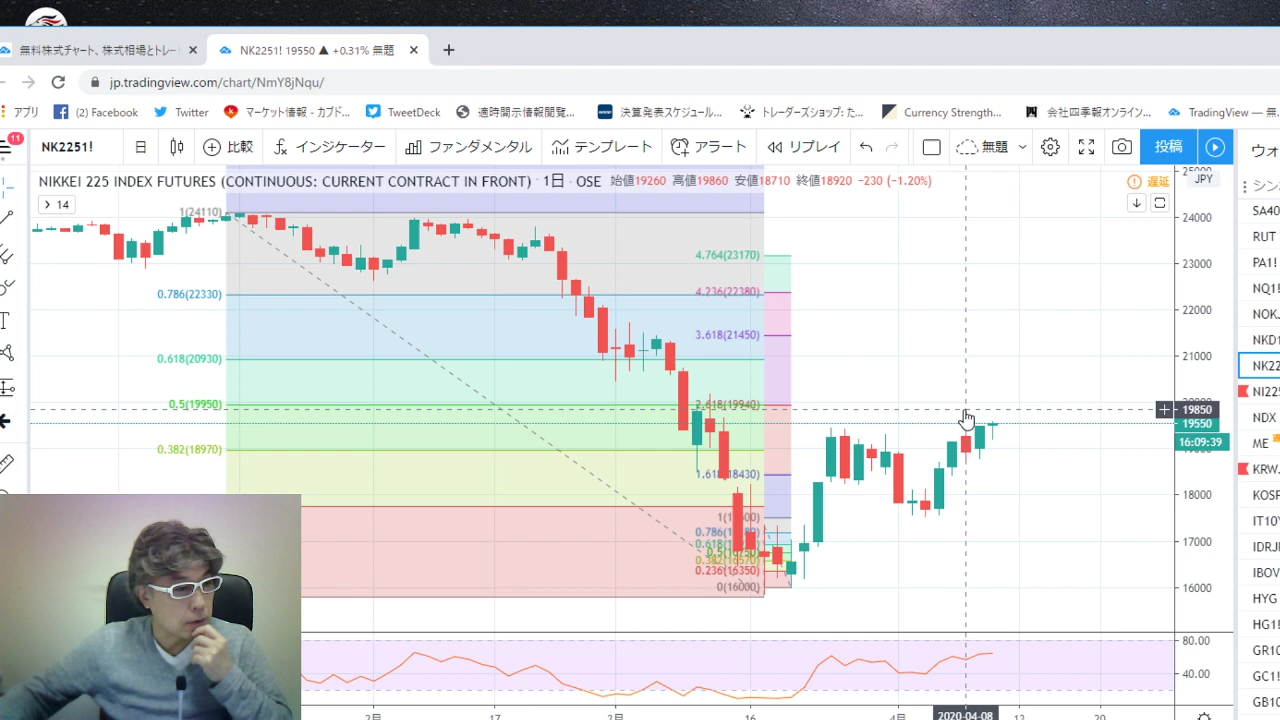 無料株式チャート、株式相場とトレー
NK2251! 19550 ▲ +0.31% 無題
jp.tradingview.com/chart/NmY8jNqu/
アプリ
(2) Facebook
Twitter
マーケット情報 - カブド...
TweetDeck
適時開示情報閲覧...
決算発表スケジュール...
トレーダーズショップ: た...
Currency Strength...
会社四季報オンライン...
TradingView — 無
11
NK2251!
日
比較
インジケーター
ファンダメンタル
テンプレート
アラート
リプレイ
無題
投稿
ウォ
NIKKEI 225 INDEX FUTURES (CONTINUOUS: CURRENT CONTRACT IN FRONT) · 1日 · OSE 始値19260 高値19860 安値18710 終値18920 −230 (−1.20%)
遅延
JPY
14
シン
SA40
RUT
PA1!
NQ1!
NOK.
NKD1
NK22
NI225
NDX
ME
KRW.
KOSP
IT10Y
IDRJP
IBOV
HYG
HG1!
GR10
GC1!
GB10
25000
24000
23000
22000
21000
19850
19550
16:09:39
19000
18000
17000
16000
80.00
40.00
1(24110)
0.786(22330)
0.618(20930)
0.5(19950)
0.382(18970)
4.764(23170)
4.236(22380)
3.618(21450)
2.618(19940)
1.618(18430)
0.236(16350)
0(16000)
2月
17
16
4月
2020-04-08
13
20